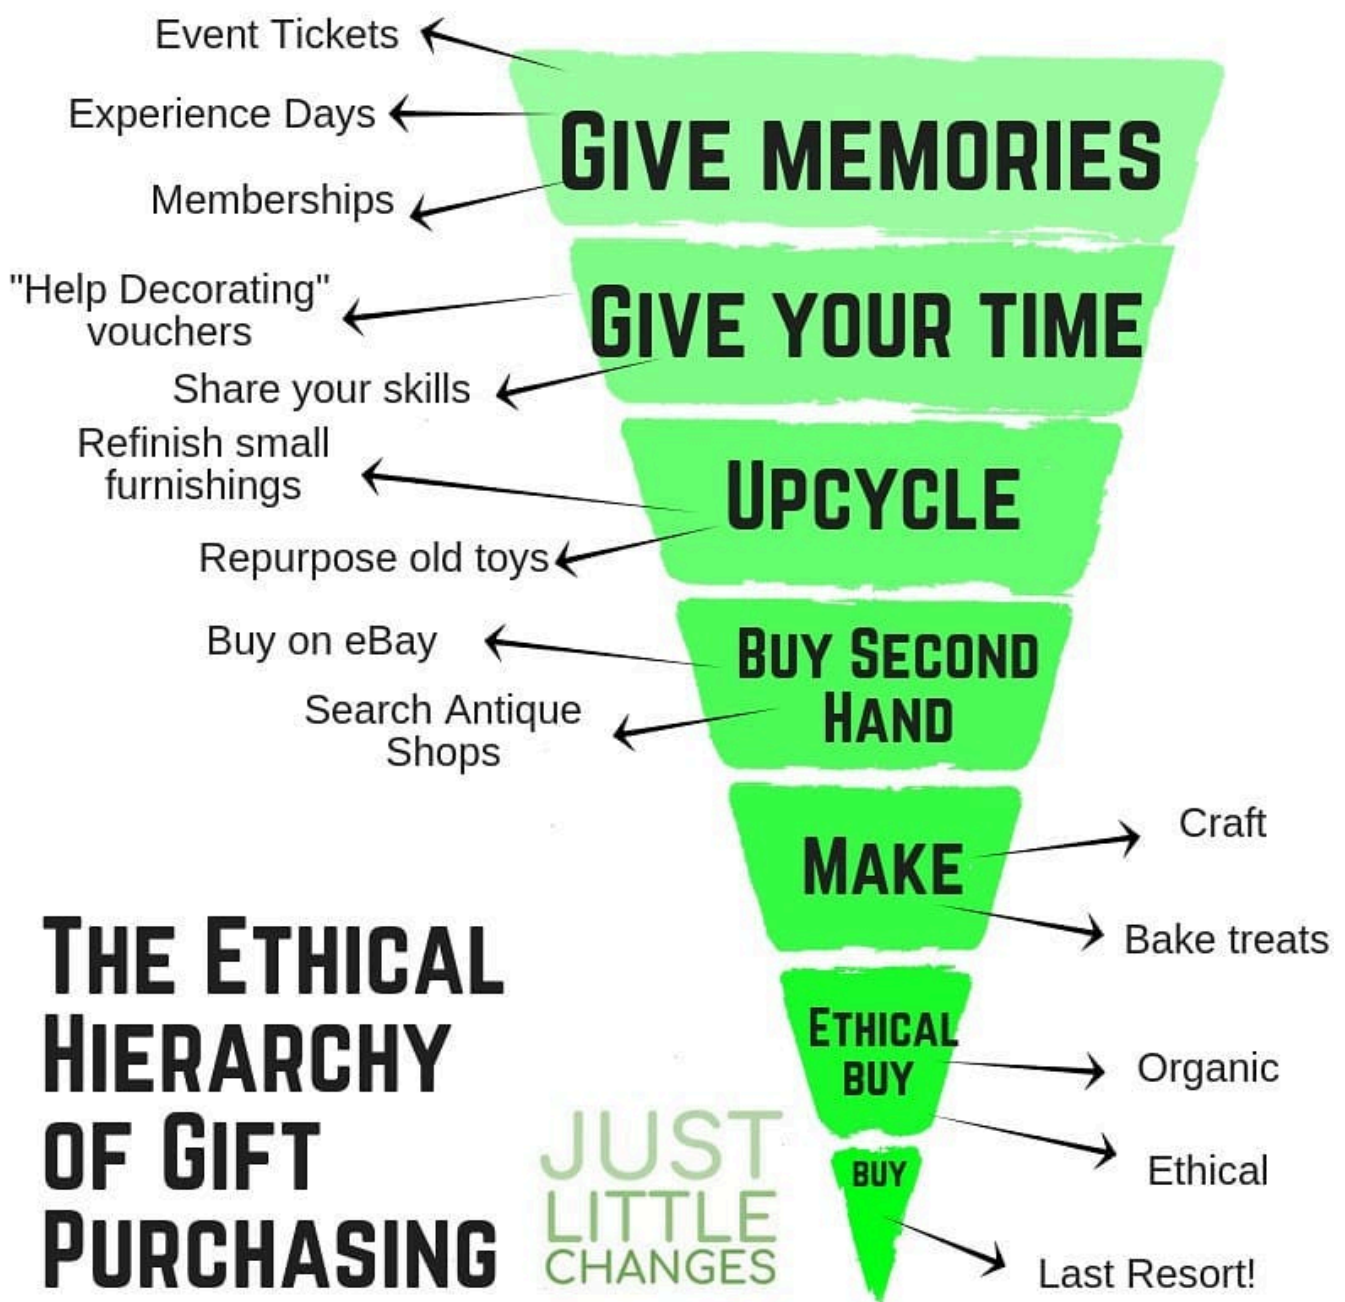 Event Tickets
Experience Days
Memberships
GIVE MEMORIES
"Help Decorating"
vouchers
Share your skills
GIVE YOUR TIME
Refinish small
furnishings
Repurpose old toys
UPCYCLE
Buy on eBay
Search Antique
Shops
BUY SECOND
HAND
MAKE
Craft
Bake treats
ETHICAL
BUY
Organic
Ethical
BUY
Last Resort!
THE ETHICAL
HIERARCHY
OF GIFT
PURCHASING
JUST
LITTLE
CHANGES